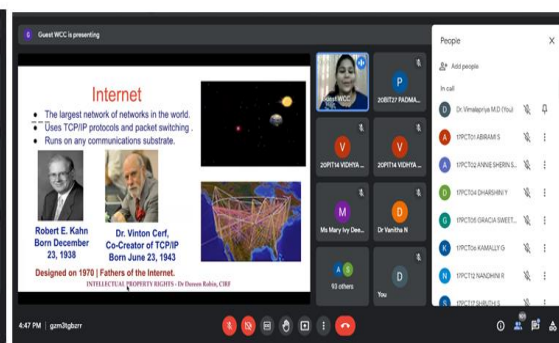 G Guest WCC is presenting
Internet
The largest network of networks in the world.
Uses TCP/IP protocols and packet switching .
Runs on any communications substrate.
Robert E. Kahn
Born December
23, 1938
Dr. Vinton Cerf,
Co-Creator of TCP/IP
Born June 23, 1943
Designed on 1970 | Fathers of the Internet.
INTELLECTUAL PROPERTY RIGHTS - Dr Doreen Robin, CIRF
Guest WCC
P
20BIT27 PADMA...
V
20PIT14 VIDHYA ...
V
20PIT14 VIDHYA ...
M
Ms Mary Ivy Dee...
D
Dr Vanitha N
A S
93 others
D
You
People
Add people
In call
D Dr. Vimalapriya M.D (You)
A 17PCT01 ABIRAMI S
A 17PCT02 ANNIE SHERIN S...
D 17PCT04 DHARSHINI Y
G 17PCT05 GRACIA SWEET...
K 17PCT06 KAMALLY G
N 17PCT12 NANDHINI R
S 17PCT17 SHRUTHI S
4:47 PM | gzm3tgbzrr